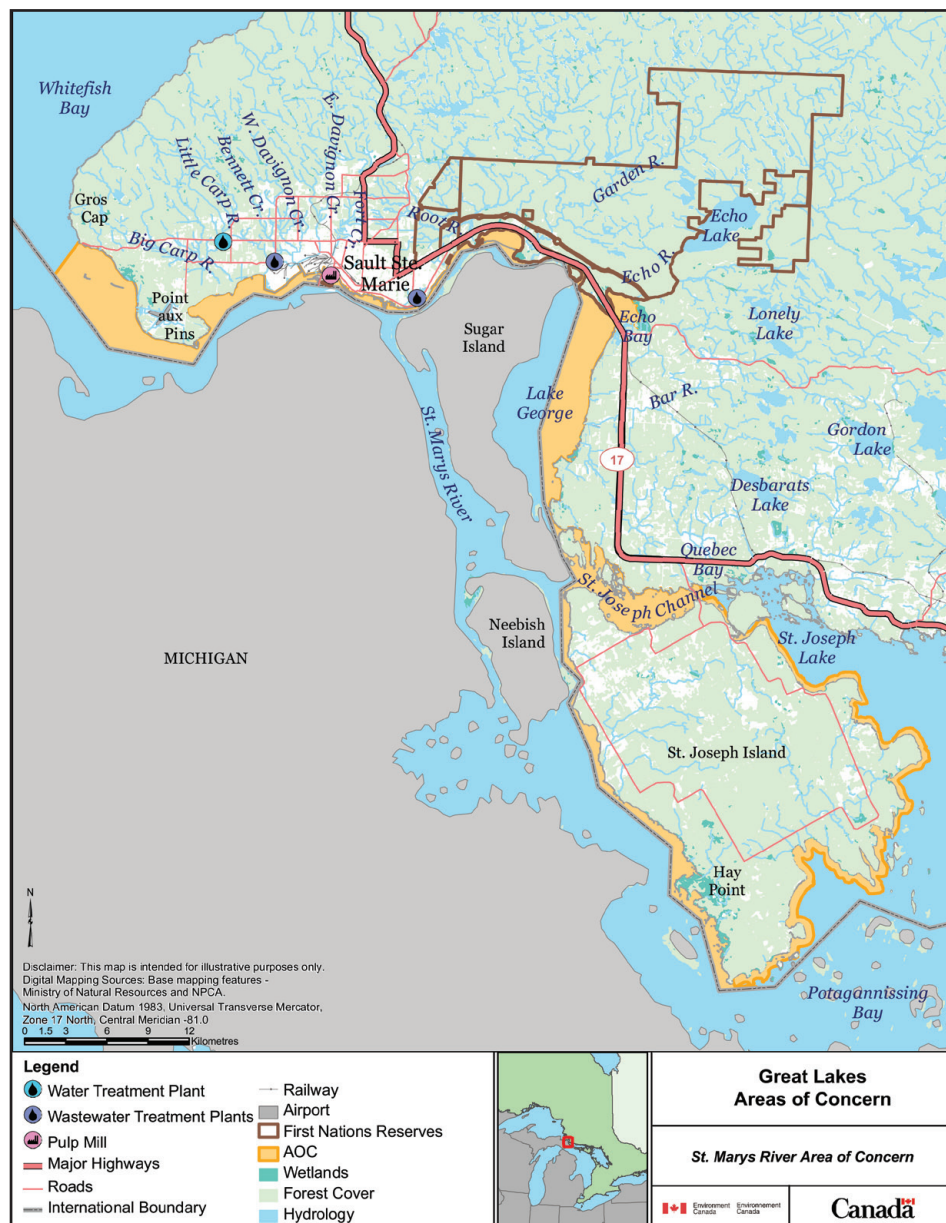 Whitefish
Bay
Gros
Cap
Little Carp R.
Bennett Cr.
W. Davignon Cr.
E. Davignon Cr.
Fort Cr.
Root R.
Garden R.
Echo
Lake
Big Carp R.
Sault Ste.
Marie
Echo R.
Point
aux
Pins
Sugar
Island
Echo
Bay
Lonely
Lake
Lake
George
Bar R.
St. Marys River
17
Gordon
Lake
Desbarats
Lake
Quebec
Bay
St. Joseph Channel
Neebish
Island
St. Joseph
Lake
MICHIGAN
St. Joseph Island
Hay
Point
Potagannissing
Bay
N
Disclaimer: This map is intended for illustrative purposes only.
Digital Mapping Sources: Base mapping features -
Ministry of Natural Resources and NPCA.
North American Datum 1983, Universal Transverse Mercator,
Zone 17 North, Central Merician -81.0
0 1.5 3 6 9 12
Kilometres
Legend
Water Treatment Plant
Wastewater Treatment Plants
Pulp Mill
Major Highways
Roads
International Boundary
Railway
Airport
First Nations Reserves
AOC
Wetlands
Forest Cover
Hydrology
Great Lakes
Areas of Concern
St. Marys River Area of Concern
Environment Environnement
Canada Canada
Canada